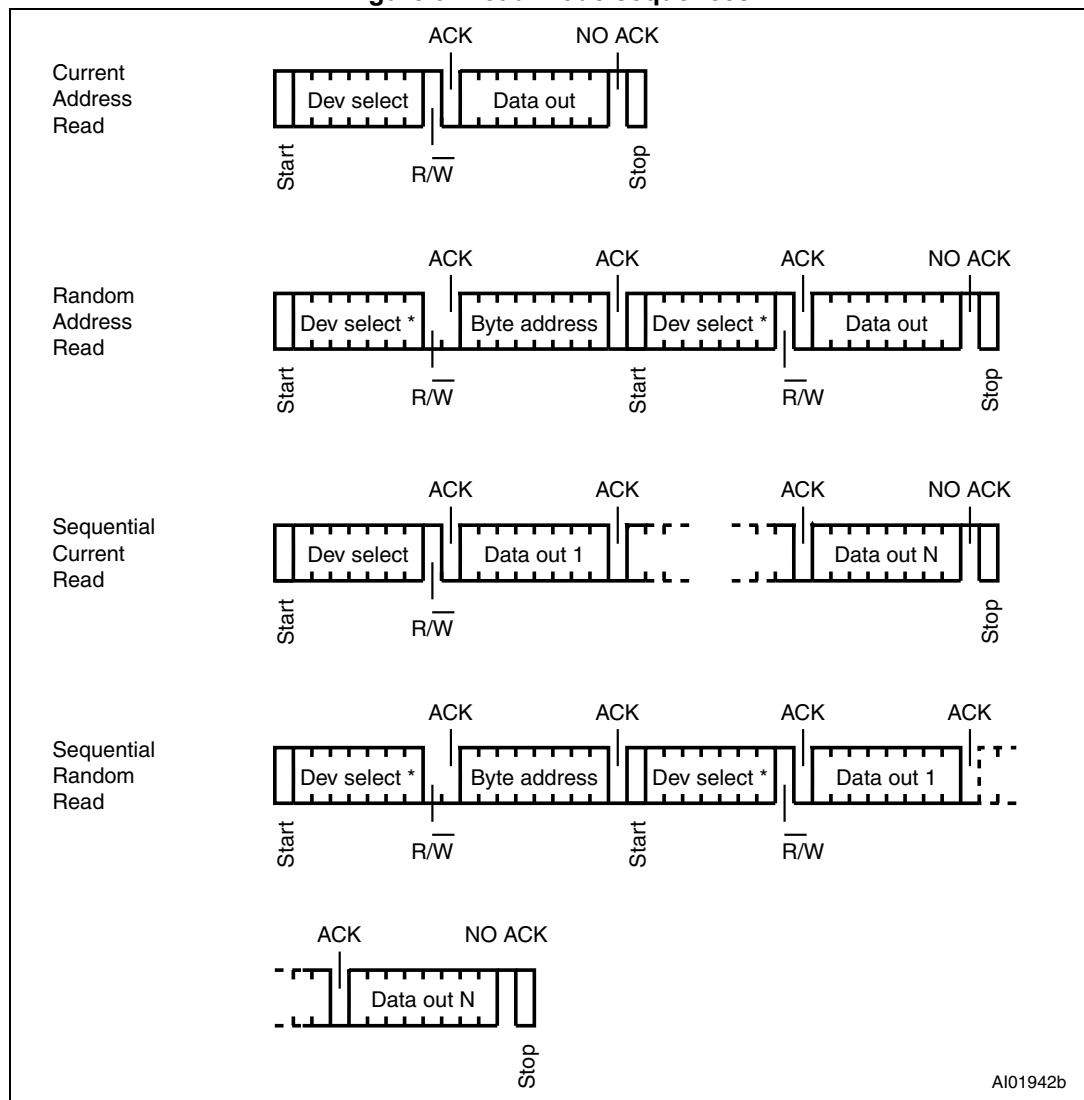 ACK NO ACK
Current
Address
Read
Dev select Data out
Start R/W̅ Stop
ACK ACK ACK NO ACK
Random
Address
Read
Dev select * Byte address Dev select * Data out
Start R/W̅ Start R̅/W Stop
ACK ACK ACK NO ACK
Sequential
Current
Read
Dev select Data out 1 Data out N
Start R/W̅ Stop
ACK ACK ACK ACK
Sequential
Random
Read
Dev select * Byte address Dev select * Data out 1
Start R/W̅ Start R̅/W
ACK NO ACK
Data out N
Stop
AI01942b